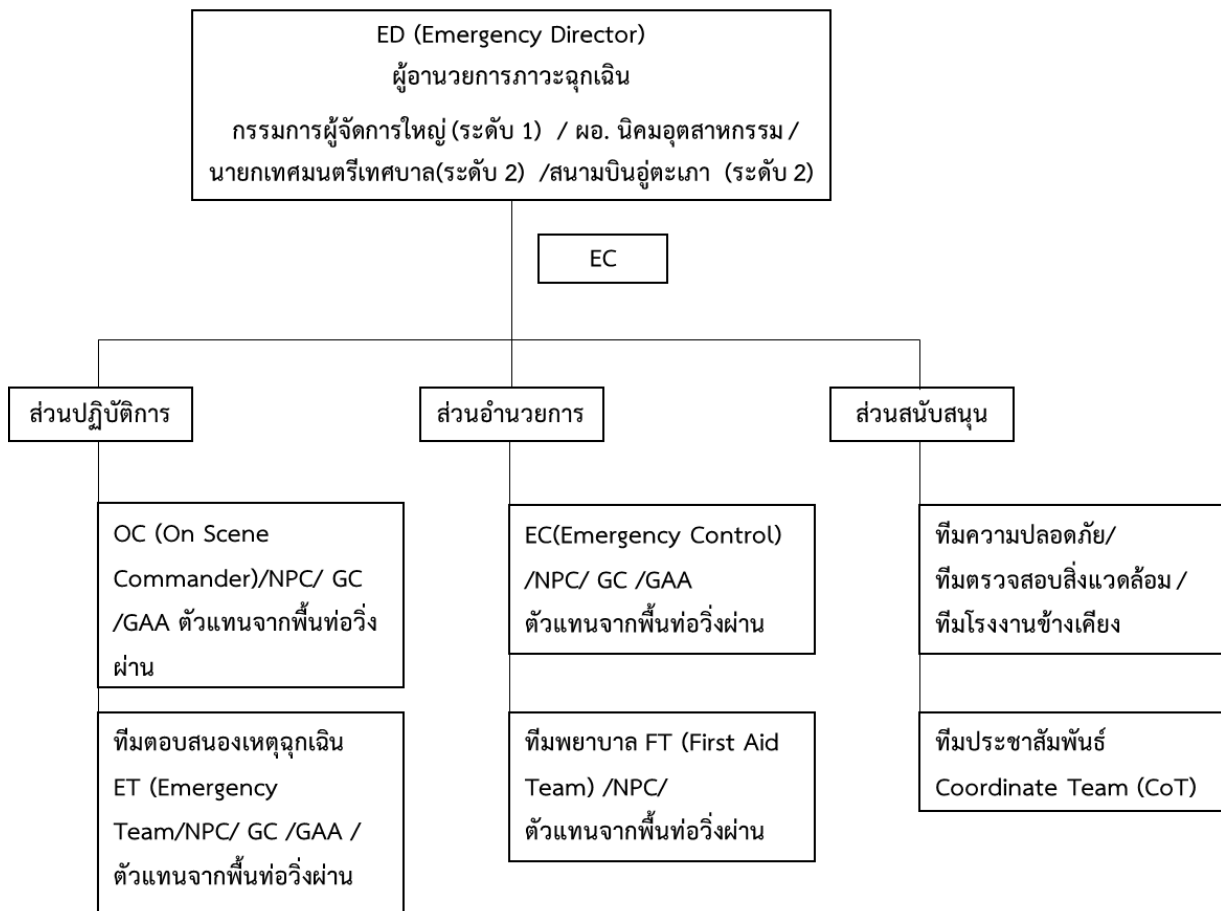 ED (Emergency Director)
ผู้อานวยการภาวะฉุกเฉิน
กรรมการผู้จัดการใหญ่ (ระดับ 1) / ผอ. นิคมอุตสาหกรรม /
นายกเทศมนตรีเทศบาล(ระดับ 2) /สนามบินอู่ตะเภา (ระดับ 2)
EC
ส่วนปฏิบัติการ
OC (On Scene
Commander)/NPC/ GC
/GAA ตัวแทนจากพื้นท่อวิ่ง
ผ่าน
ทีมตอบสนองเหตุฉุกเฉิน
ET (Emergency
Team/NPC/ GC /GAA /
ตัวแทนจากพื้นท่อวิ่งผ่าน
ส่วนอำนวยการ
EC(Emergency Control)
/NPC/ GC /GAA
ตัวแทนจากพื้นท่อวิ่งผ่าน
ทีมพยาบาล FT (First Aid
Team) /NPC/
ตัวแทนจากพื้นท่อวิ่งผ่าน
ส่วนสนับสนุน
ทีมความปลอดภัย/
ทีมตรวจสอบสิ่งแวดล้อม /
ทีมโรงงานข้างเคียง
ทีมประชาสัมพันธ์
Coordinate Team (CoT)